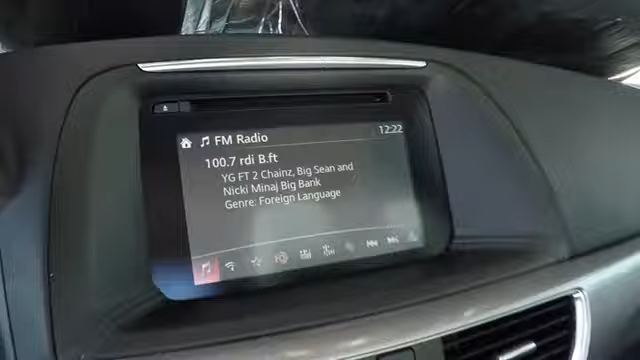 FM Radio
12:22
100.7 rdi B.ft
YG FT 2 Chainz, Big Sean and
Nicki Minaj Big Bank
Genre: Foreign Language